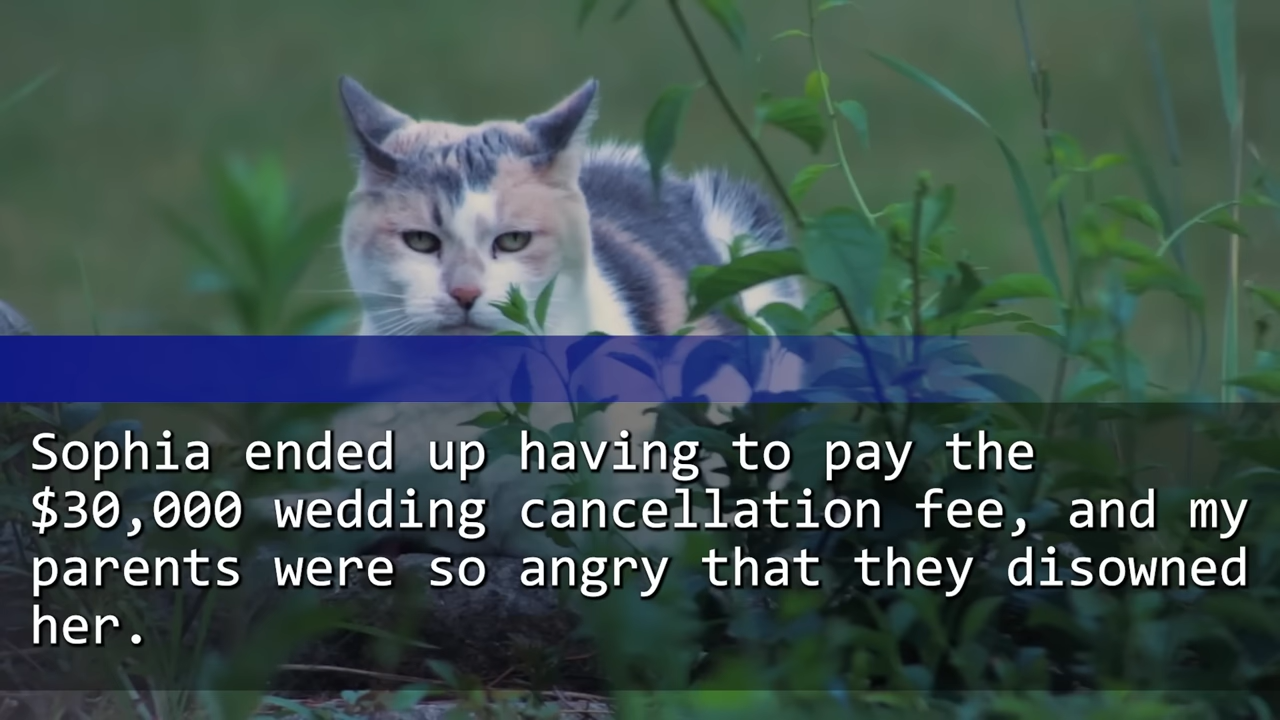 Sophia ended up having to pay the
$30,000 wedding cancellation fee, and my
parents were so angry that they disowned
her.